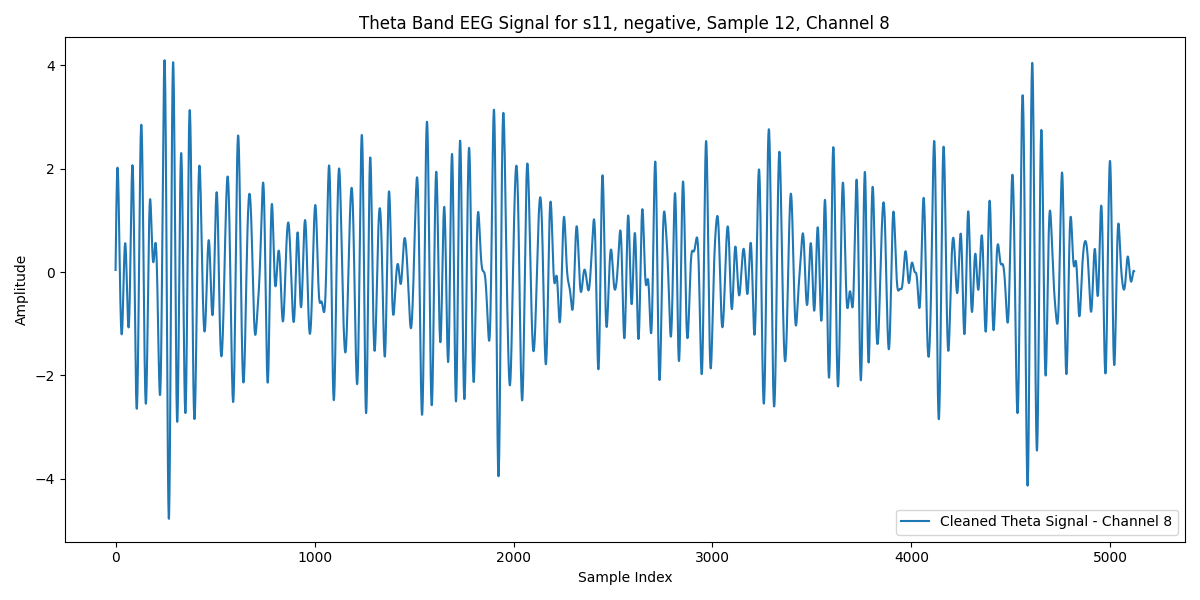 Theta Band EEG Signal for s11, negative, Sample 12, Channel 8
Amplitude
4
2
0
−2
−4
0 1000 2000 3000 4000 5000
Sample Index
Cleaned Theta Signal - Channel 8